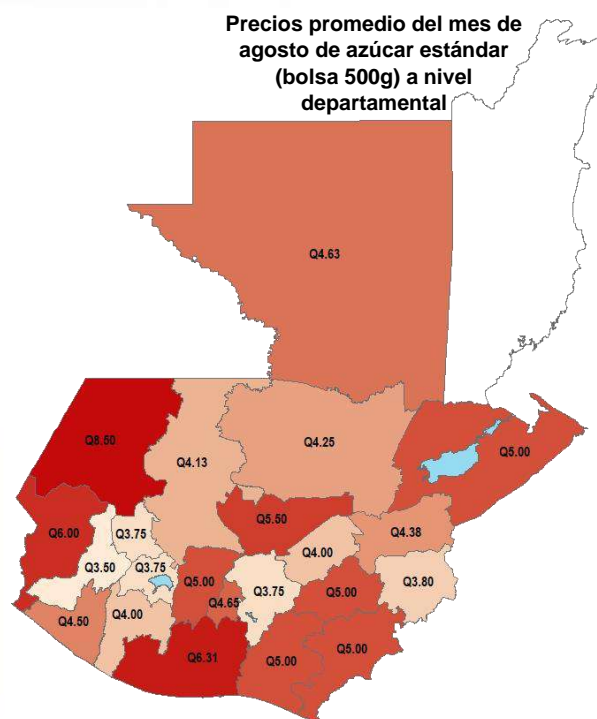 Precios promedio del mes de
agosto de azúcar estándar
(bolsa 500g) a nivel
departamental
Q4.63
Q8.50
Q4.13
Q4.25
Q5.00
Q5.50
Q6.00
Q3.75
Q4.00
Q4.38
Q3.50
Q3.75
Q5.00
Q3.75
Q5.00
Q3.80
Q4.65
Q4.50
Q4.00
Q6.31
Q5.00
Q5.00